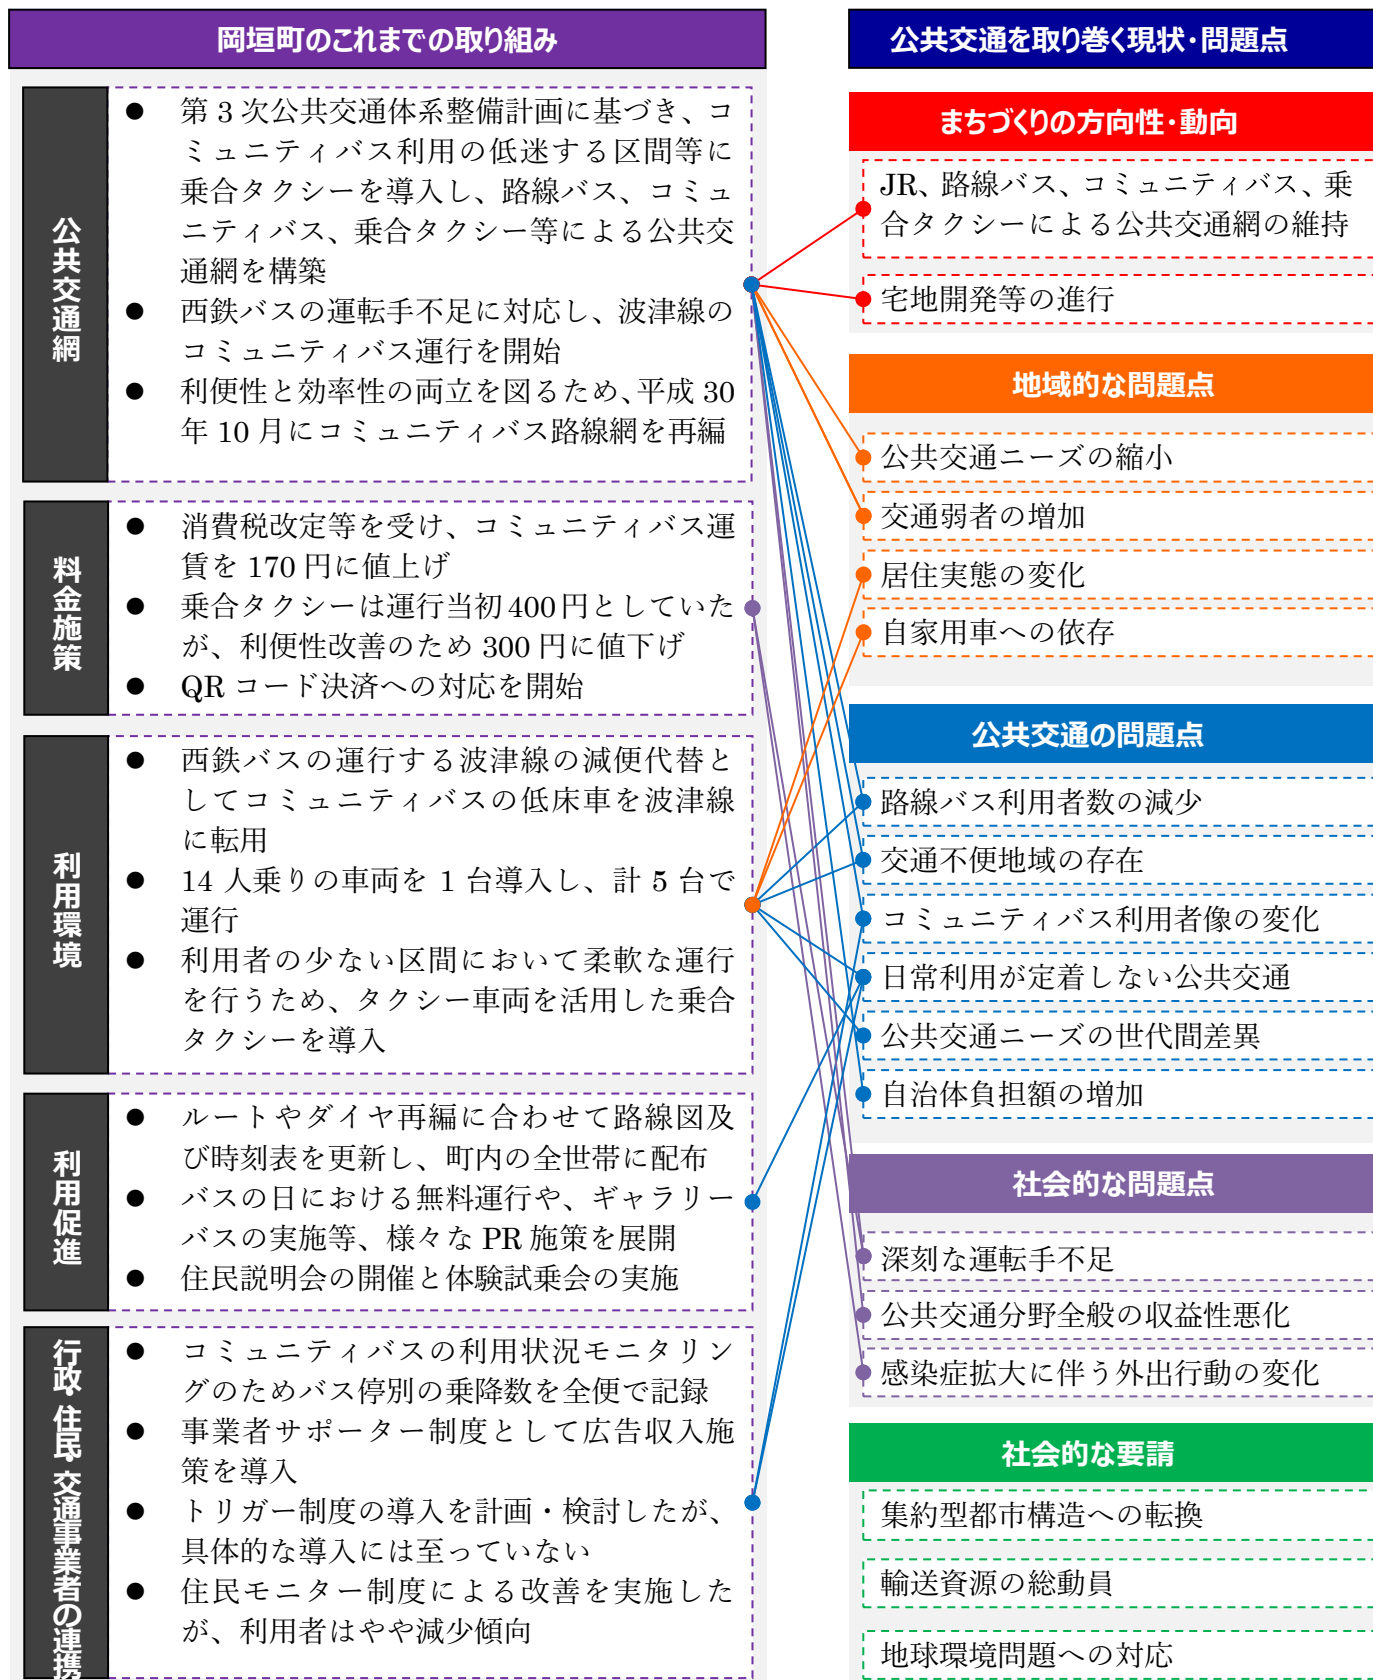 岡垣町のこれまでの取り組み
公共交通網
● 第 3 次公共交通体系整備計画に基づき、コ
ミュニティバス利用の低迷する区間等に
乗合タクシーを導入し、路線バス、コミュ
ニティバス、乗合タクシー等による公共交
通網を構築
● 西鉄バスの運転手不足に対応し、波津線の
コミュニティバス運行を開始
● 利便性と効率性の両立を図るため、平成 30
年 10 月にコミュニティバス路線網を再編
料金施策
● 消費税改定等を受け、コミュニティバス運
賃を 170 円に値上げ
● 乗合タクシーは運行当初 400 円としていた
が、利便性改善のため 300 円に値下げ
● QR コード決済への対応を開始
利用環境
● 西鉄バスの運行する波津線の減便代替と
してコミュニティバスの低床車を波津線
に転用
● 14 人乗りの車両を 1 台導入し、計 5 台で
運行
● 利用者の少ない区間において柔軟な運行
を行うため、タクシー車両を活用した乗合
タクシーを導入
利用促進
● ルートやダイヤ再編に合わせて路線図及
び時刻表を更新し、町内の全世帯に配布
● バスの日における無料運行や、ギャラリー
バスの実施等、様々な PR 施策を展開
● 住民説明会の開催と体験試乗会の実施
行政・住民・交通事業者の連携
● コミュニティバスの利用状況モニタリン
グのためバス停別の乗降数を全便で記録
● 事業者サポーター制度として広告収入施
策を導入
● トリガー制度の導入を計画・検討したが、
具体的な導入には至っていない
● 住民モニター制度による改善を実施した
が、利用者はやや減少傾向
公共交通を取り巻く現状・問題点
まちづくりの方向性・動向
JR、路線バス、コミュニティバス、乗
合タクシーによる公共交通網の維持
宅地開発等の進行
地域的な問題点
公共交通ニーズの縮小
交通弱者の増加
居住実態の変化
自家用車への依存
公共交通の問題点
路線バス利用者数の減少
交通不便地域の存在
コミュニティバス利用者像の変化
日常利用が定着しない公共交通
公共交通ニーズの世代間差異
自治体負担額の増加
社会的な問題点
深刻な運転手不足
公共交通分野全般の収益性悪化
感染症拡大に伴う外出行動の変化
社会的な要請
集約型都市構造への転換
輸送資源の総動員
地球環境問題への対応